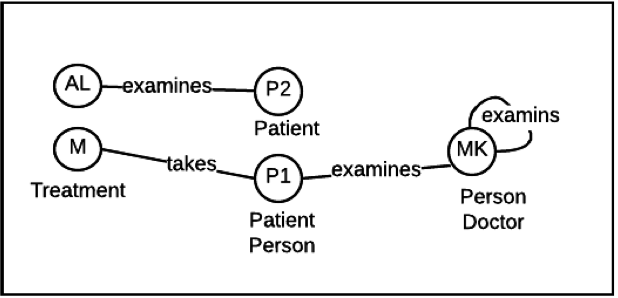 AL examines P2
Patient
examins
M takes P1 examines MK
Treatment
Patient
Person
Person
Doctor